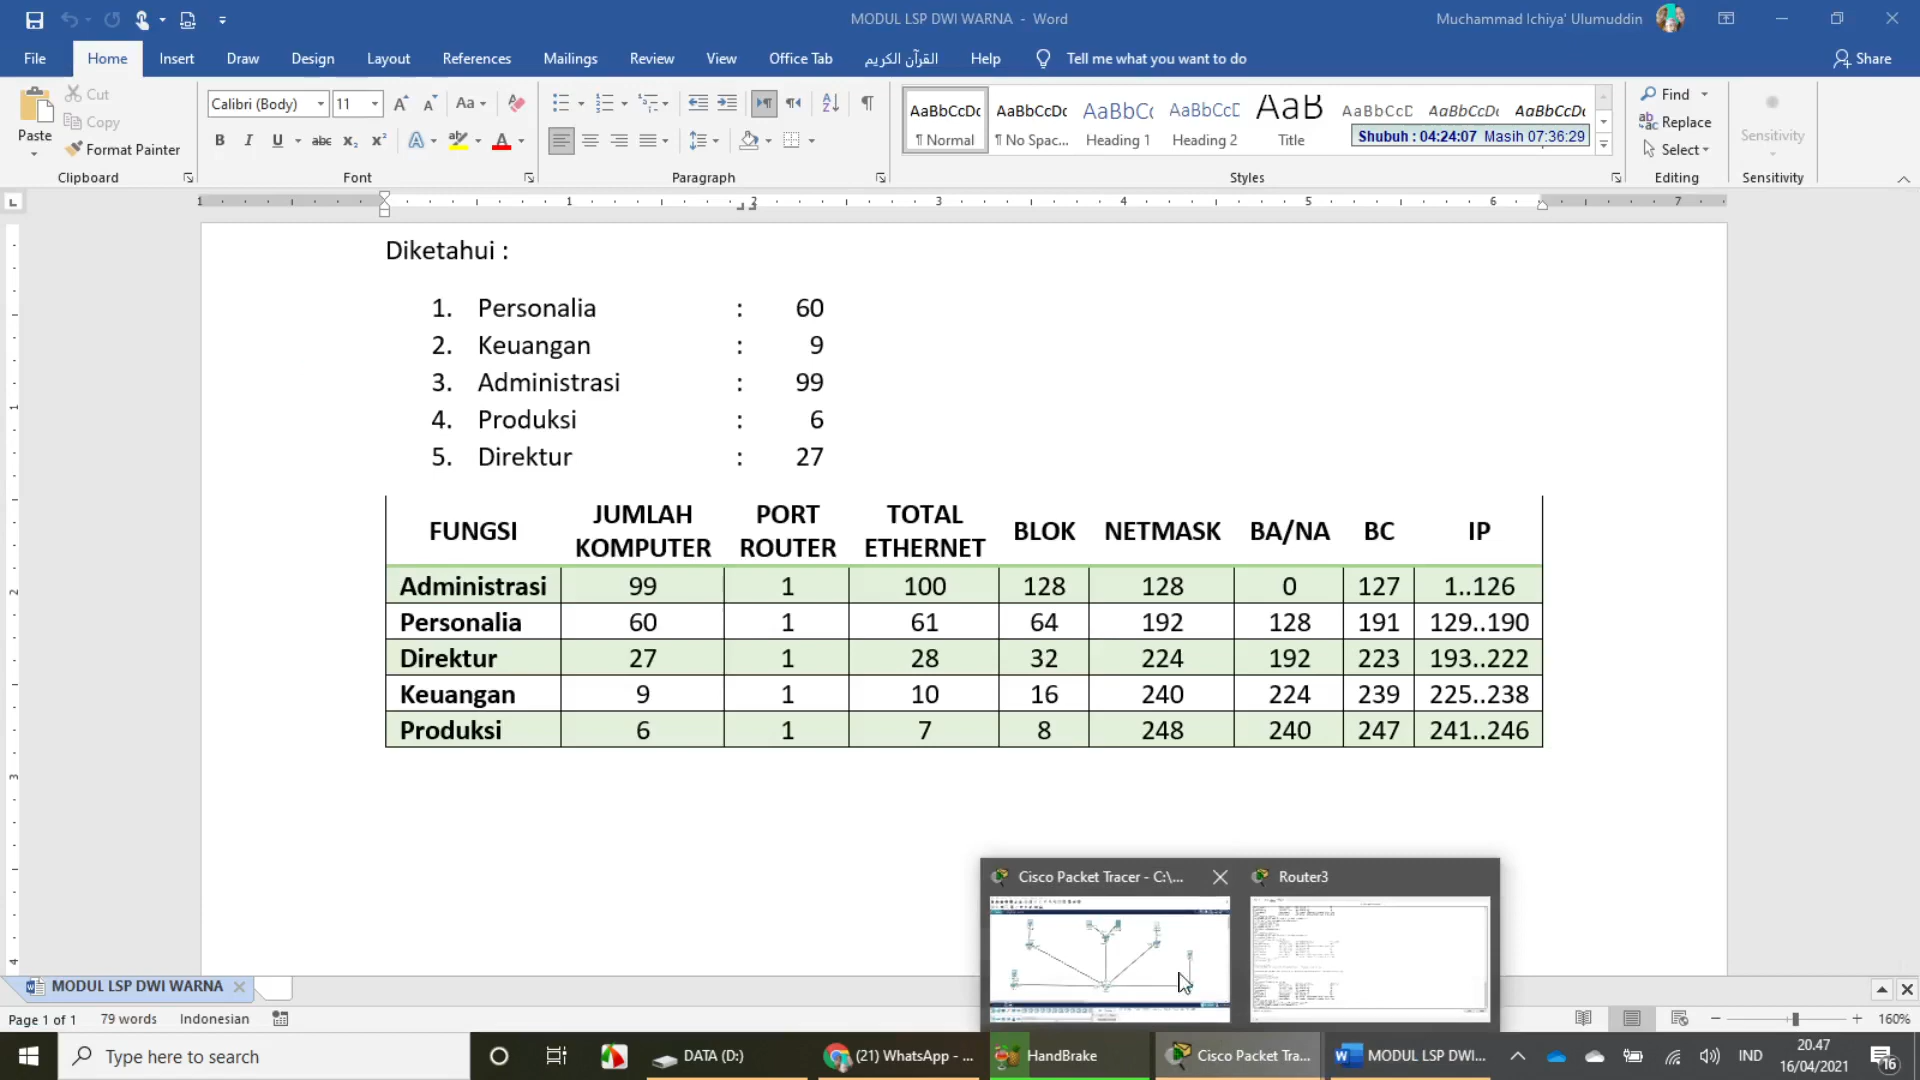 MODUL LSP DWI WARNA - Word
Muchammad Ichiya' Ulumuddin
File Home Insert Draw Design Layout References Mailings Review View Office Tab القرآن الكريم Help Tell me what you want to do Share
Paste
Cut
Copy
Format Painter
Clipboard
Calibri (Body) 11
Font
Paragraph
AaBbCcDc AaBbCcDc AaBbCc AaBbCcD AaB AaBbCcD AaBbCcDc AaBbCcDc
¶ Normal ¶ No Spac... Heading 1 Heading 2 Title
Shubuh : 04:24:07 Masih 07:36:29
Styles
Find
Replace
Select
Editing
Sensitivity
Sensitivity
Diketahui :
1. Personalia : 60
2. Keuangan : 9
3. Administrasi : 99
4. Produksi : 6
5. Direktur : 27
FUNGSI JUMLAH KOMPUTER PORT ROUTER TOTAL ETHERNET BLOK NETMASK BA/NA BC IP
Administrasi 99 1 100 128 128 0 127 1..126
Personalia 60 1 61 64 192 128 191 129..190
Direktur 27 1 28 32 224 192 223 193..222
Keuangan 9 1 10 16 240 224 239 225..238
Produksi 6 1 7 8 248 240 247 241..246
Cisco Packet Tracer - C:\...
Router3
MODUL LSP DWI WARNA
Page 1 of 1 79 words Indonesian
160%
Type here to search
DATA (D:)
(21) WhatsApp - ...
HandBrake
Cisco Packet Tra...
MODUL LSP DWI...
IND
20.47
16/04/2021
16